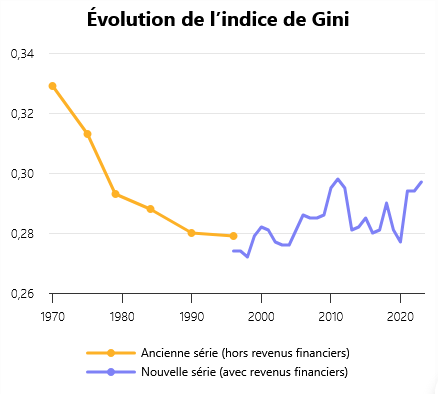 Évolution de l’indice de Gini
0,34
0,32
0,30
0,28
0,26
1970 1980 1990 2000 2010 2020
Ancienne série (hors revenus financiers)
Nouvelle série (avec revenus financiers)